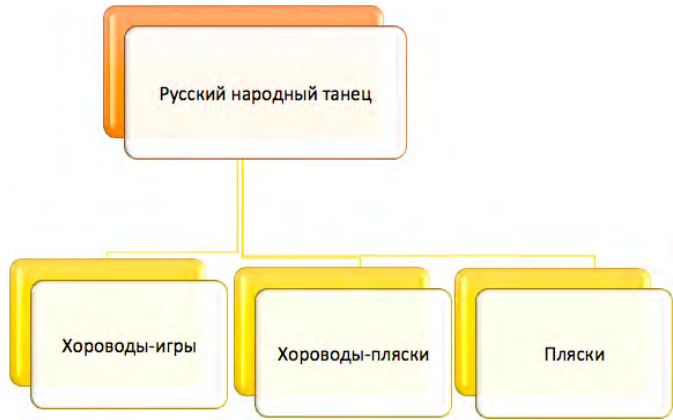 Русский народный танец
Хороводы-игры
Хороводы-пляски
Пляски